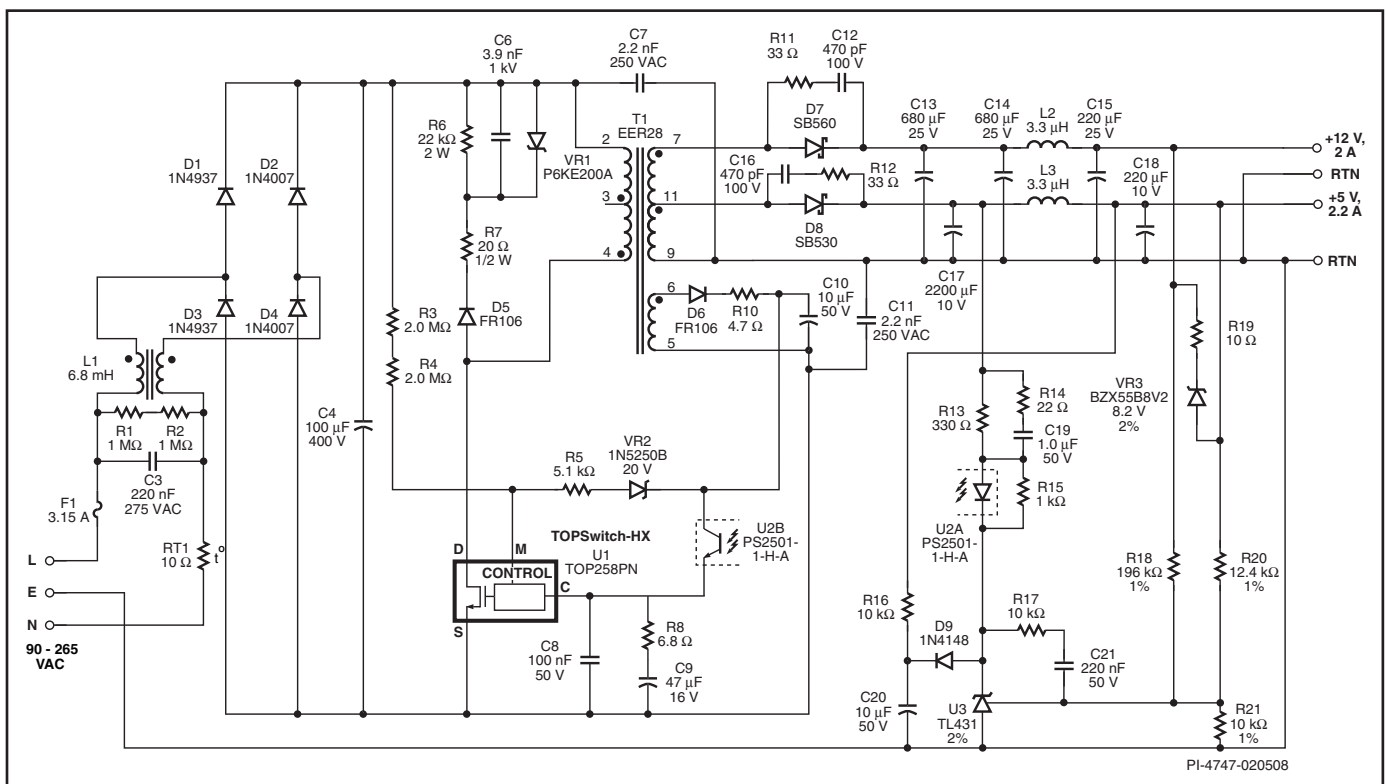 C6
3.9 nF
1 kV
C7
2.2 nF
250 VAC
R11
33 Ω
C12
470 pF
100 V
D7
SB560
C13
680 μF
25 V
C14
680 μF
25 V
L2
3.3 μH
C15
220 μF
25 V
+12 V,
2 A
RTN
R6
22 kΩ
2 W
VR1
P6KE200A
T1
EER28
2
7
C16
470 pF
100 V
R12
33 Ω
L3
3.3 μH
C18
220 μF
10 V
D1
1N4937
D2
1N4007
3
11
D8
SB530
+5 V,
2.2 A
R7
20 Ω
1/2 W
4
9
C17
2200 μF
10 V
RTN
D3
1N4937
D4
1N4007
R3
2.0 MΩ
D5
FR106
6
D6
FR106
R10
4.7 Ω
C10
10 μF
50 V
5
C11
2.2 nF
250 VAC
R19
10 Ω
L1
6.8 mH
R4
2.0 MΩ
VR3
BZX55B8V2
8.2 V
2%
R1
1 MΩ
R2
1 MΩ
C4
100 μF
400 V
R13
330 Ω
R14
22 Ω
C19
1.0 μF
50 V
C3
220 nF
275 VAC
R5
5.1 kΩ
VR2
1N5250B
20 V
R15
1 kΩ
F1
3.15 A
U2A
PS2501-
1-H-A
U2B
PS2501-
1-H-A
RT1
10 Ω
t°
TOPSwitch-HX
U1
TOP258PN
D
M
CONTROL
C
S
R18
196 kΩ
1%
R20
12.4 kΩ
1%
L
E
N
90 - 265
VAC
R16
10 kΩ
R17
10 kΩ
D9
1N4148
C8
100 nF
50 V
R8
6.8 Ω
C9
47 μF
16 V
C21
220 nF
50 V
C20
10 μF
50 V
U3
TL431
2%
R21
10 kΩ
1%
PI-4747-020508